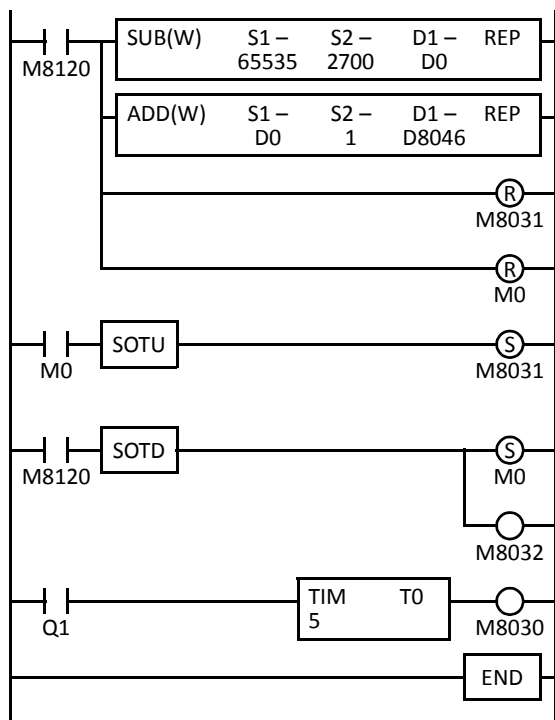 SUB(W) S1 – S2 – D1 – REP
65535 2700 D0
M8120
ADD(W) S1 – S2 – D1 – REP
D0 1 D8046
R
M8031
R
M0
SOTU S
M0 M8031
SOTD S
M8120 M0
M8032
TIM T0
5
Q1 M8030
END